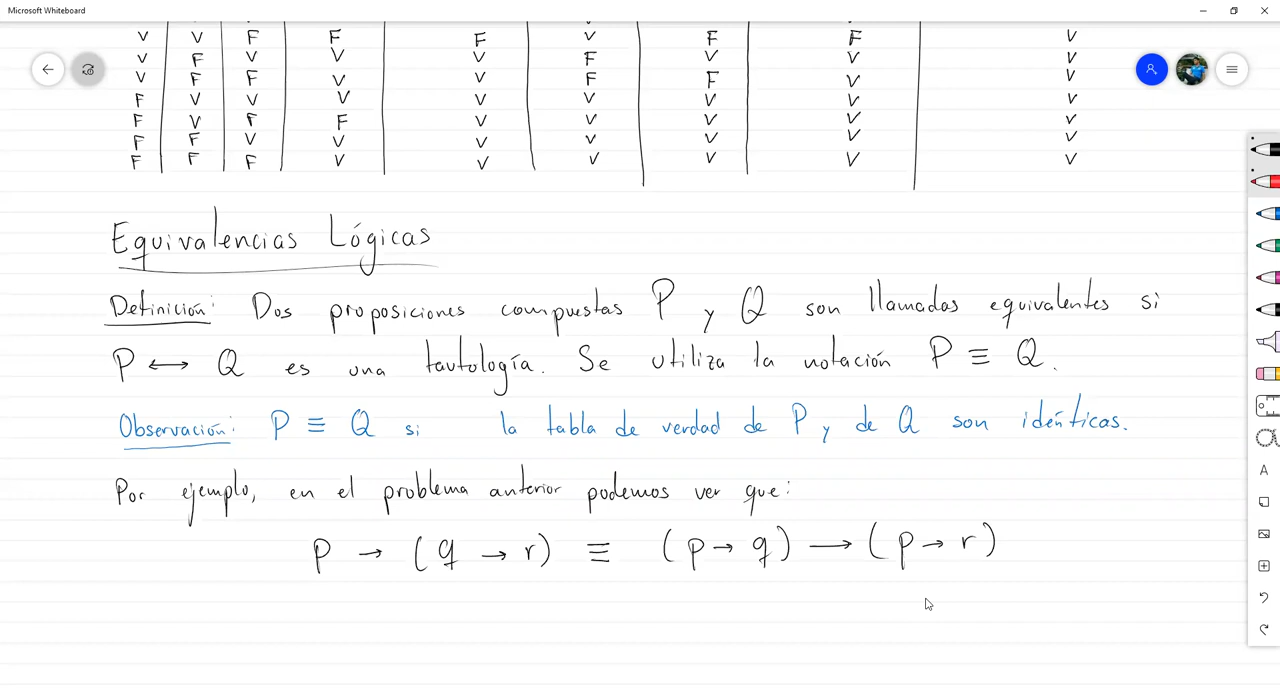 Microsoft Whiteboard
V V F F F V F F V
V F V V V F V V V
V F F V V F F V V
F V V V V V V V V
F V F F V V V V V
F F V V V V V V V
F F F V V V V V V
Equivalencias Lógicas
Definición: Dos proposiciones compuestas P y Q son llamadas equivalentes si
P ↔ Q es una tautología. Se utiliza la notación P ≡ Q.
Observación: P ≡ Q si la tabla de verdad de P y de Q son idénticas.
Por ejemplo, en el problema anterior podemos ver que:
p → (q → r) ≡ (p → q) → (p → r)